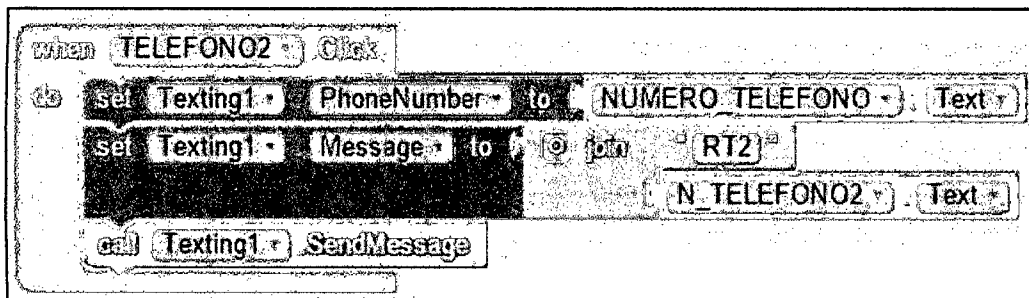 when TELEFONO2 .Click
do set Texting1 . PhoneNumber to NUMERO_TELEFONO . Text
set Texting1 . Message to join "RT2"
N_TELEFONO2 . Text
call Texting1 .SendMessage